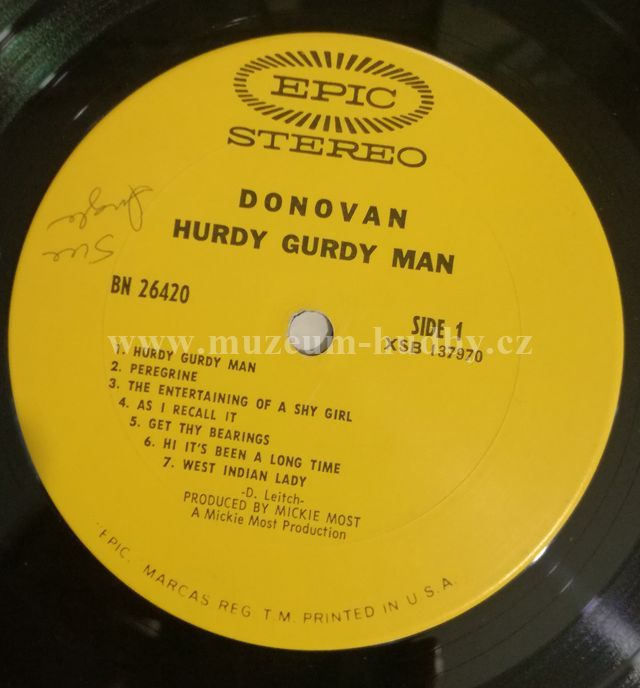 EPIC
STEREO
DONOVAN
HURDY GURDY MAN
Sue
BN 26420
SIDE 1
XSB 137970
www.muzeum-hudby.cz
1. HURDY GURDY MAN
2. PEREGRINE
3. THE ENTERTAINING OF A SHY GIRL
4. AS I RECALL IT
5. GET THY BEARINGS
6. HI IT'S BEEN A LONG TIME
7. WEST INDIAN LADY
-D. Leitch-
PRODUCED BY MICKIE MOST
A Mickie Most Production
"EPIC, MARCAS REG. T.M. PRINTED IN U.S.A.